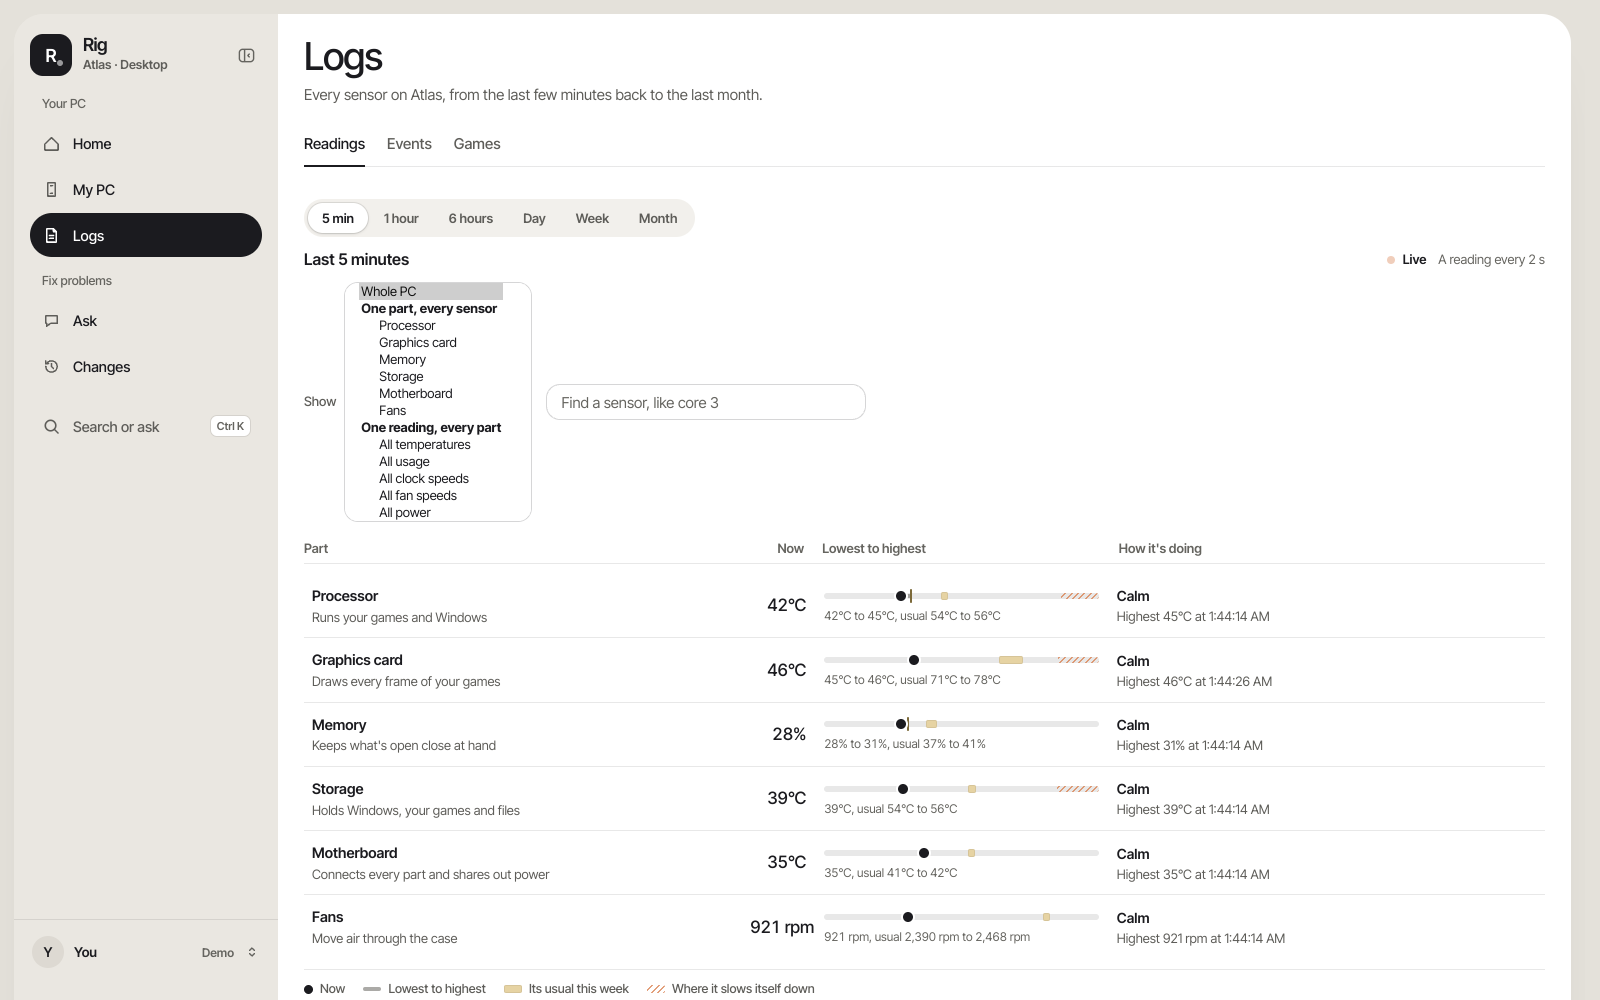 R.
Rig
Atlas · Desktop
Your PC
Home
My PC
Logs
Fix problems
Ask
Changes
Search or ask
Ctrl K
Y
You
Demo
Logs
Every sensor on Atlas, from the last few minutes back to the last month.
Readings Events Games
5 min 1 hour 6 hours Day Week Month
Last 5 minutes
Live A reading every 2 s
Show
Whole PC
One part, every sensor
Processor
Graphics card
Memory
Storage
Motherboard
Fans
One reading, every part
All temperatures
All usage
All clock speeds
All fan speeds
All power
Find a sensor, like core 3
Part Now Lowest to highest How it's doing
Processor
Runs your games and Windows
42°C
42°C to 45°C, usual 54°C to 56°C
Calm
Highest 45°C at 1:44:14 AM
Graphics card
Draws every frame of your games
46°C
45°C to 46°C, usual 71°C to 78°C
Calm
Highest 46°C at 1:44:26 AM
Memory
Keeps what's open close at hand
28%
28% to 31%, usual 37% to 41%
Calm
Highest 31% at 1:44:14 AM
Storage
Holds Windows, your games and files
39°C
39°C, usual 54°C to 56°C
Calm
Highest 39°C at 1:44:14 AM
Motherboard
Connects every part and shares out power
35°C
35°C, usual 41°C to 42°C
Calm
Highest 35°C at 1:44:14 AM
Fans
Move air through the case
921 rpm
921 rpm, usual 2,390 rpm to 2,468 rpm
Calm
Highest 921 rpm at 1:44:14 AM
Now Lowest to highest Its usual this week Where it slows itself down